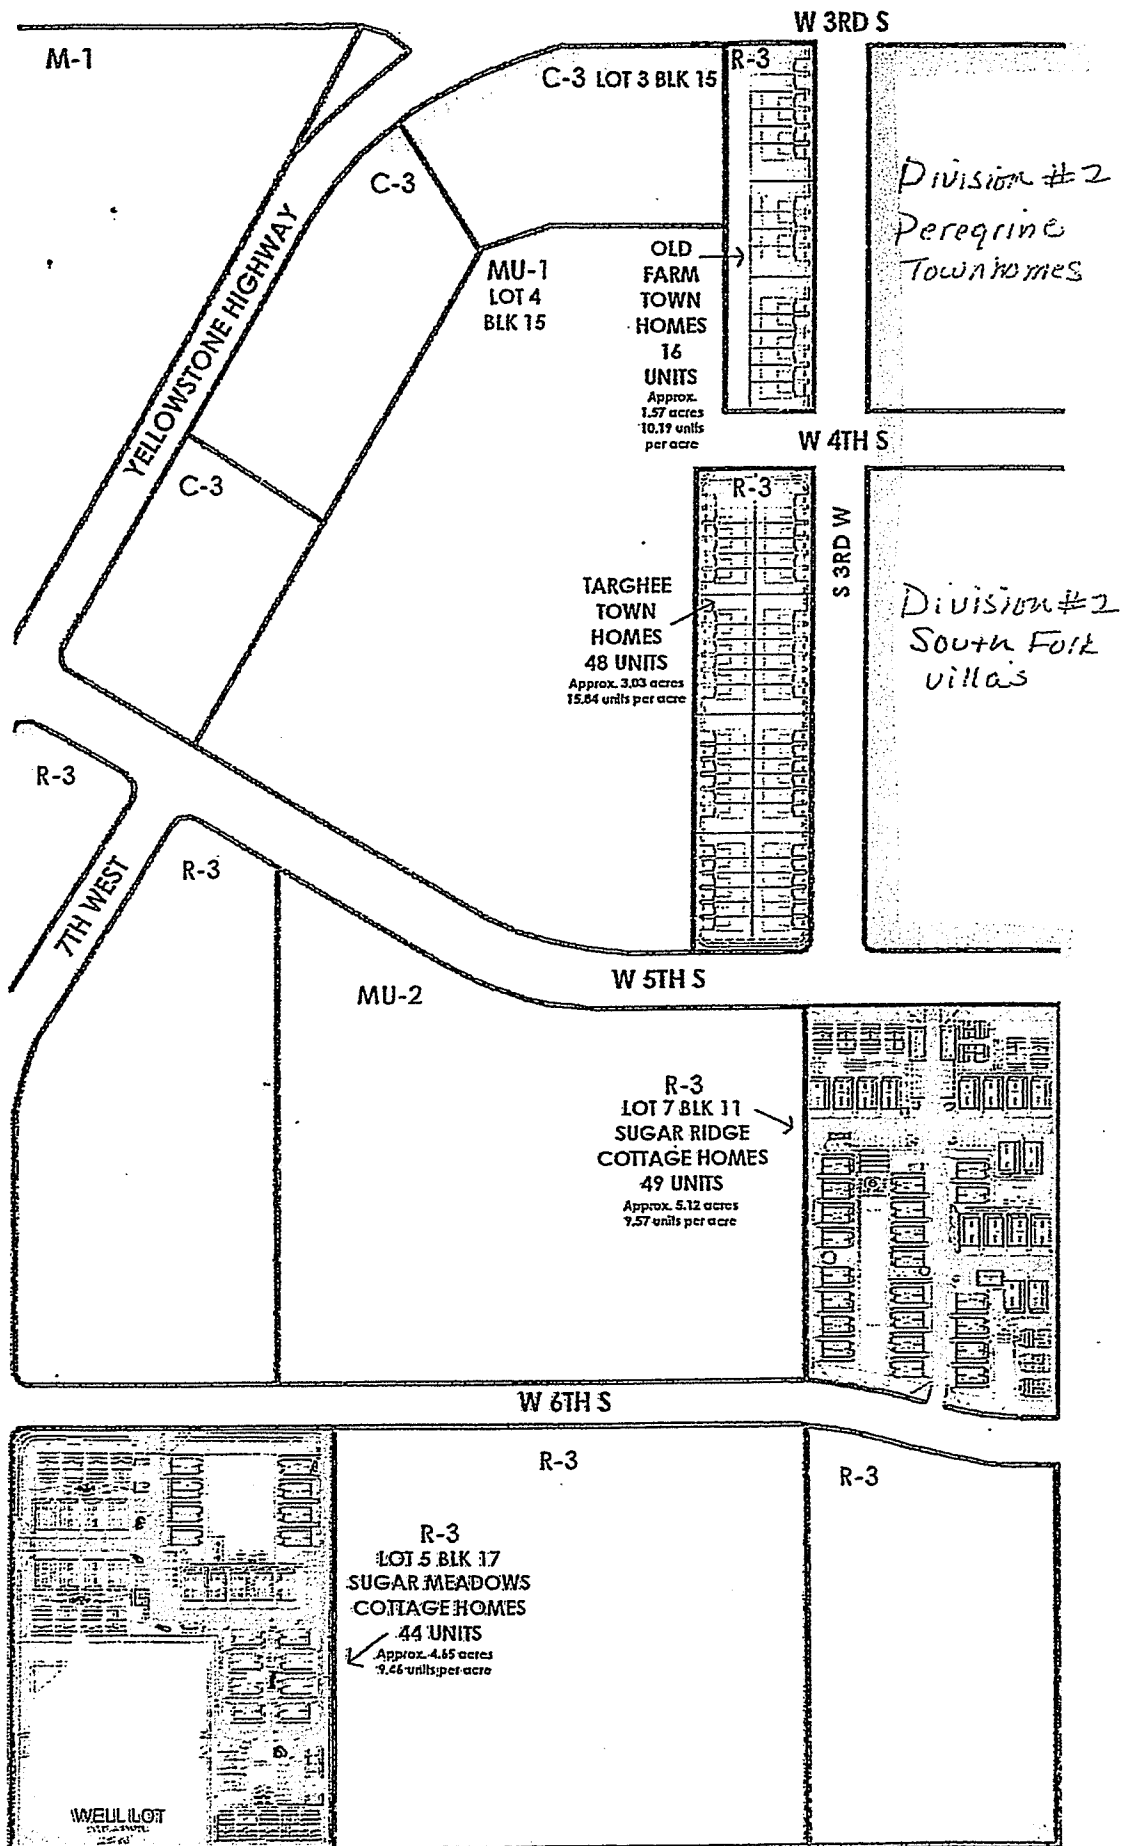 W 3RD S
M-1
C-3 LOT 3 BLK 15
R-3
C-3
Division #2
Peregrine
Townhomes
YELLOWSTONE HIGHWAY
MU-1
LOT 4
BLK 15
OLD
FARM
TOWN
HOMES
16
UNITS
Approx.
1.57 acres
10.19 units
per acre
W 4TH S
C-3
R-3
S 3RD W
TARGHEE
TOWN
HOMES
48 UNITS
Approx. 3.03 acres
15.84 units per acre
Division #2
South Fork
villas
R-3
R-3
7TH WEST
W 5TH S
MU-2
R-3
LOT 7 BLK 11
SUGAR RIDGE
COTTAGE HOMES
49 UNITS
Approx. 5.12 acres
9.57 units per acre
W 6TH S
R-3
R-3
R-3
LOT 5 BLK 17
SUGAR MEADOWS
COTTAGE HOMES
44 UNITS
Approx. 4.65 acres
9.46 units per acre
WELL LOT